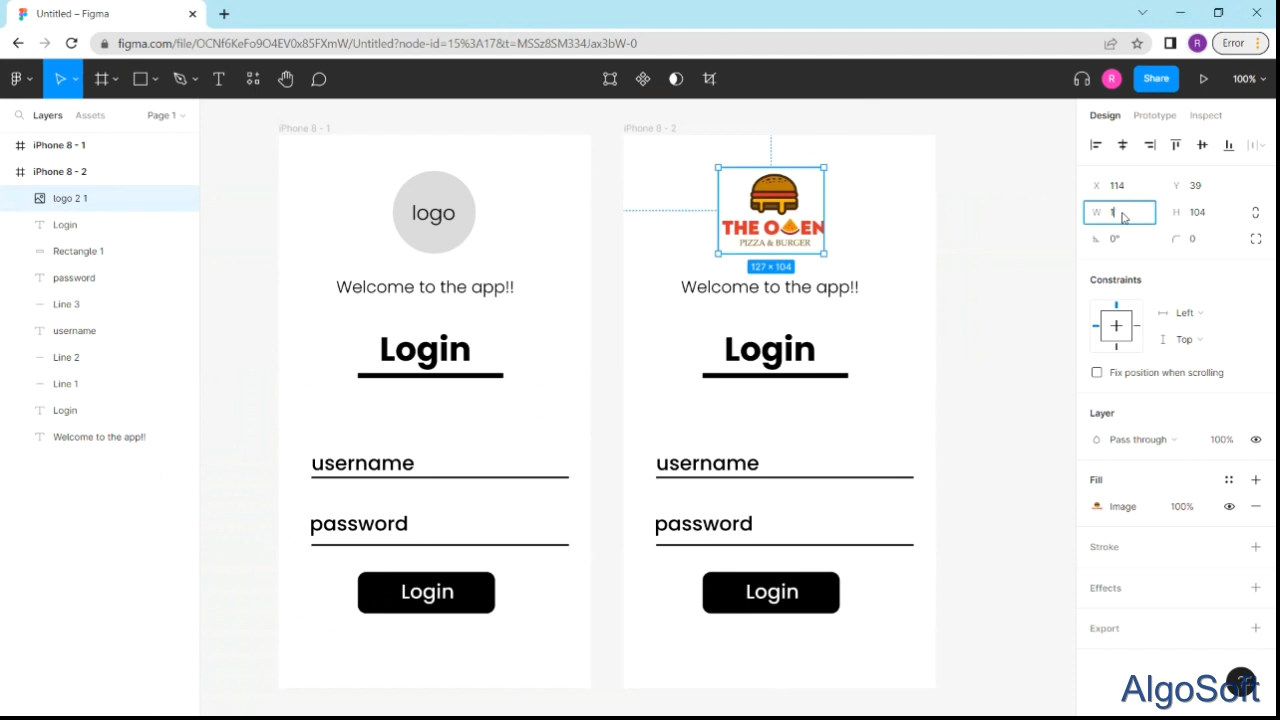 Untitled – Figma
figma.com/file/OCNf6KeFo9O4EV0x85FXmW/Untitled?node-id=15%3A17&t=MSSz8SM334Jax3bW-0
R
Error
R
Share
100%
Layers
Assets
Page 1
iPhone 8 - 1
iPhone 8 - 2
logo 2 1
Login
Rectangle 1
password
Line 3
username
Line 2
Line 1
Login
Welcome to the app!!
iPhone 8 - 1
logo
Welcome to the app!!
Login
username
password
Login
iPhone 8 - 2
THE OVEN
PIZZA & BURGER
127 × 104
Welcome to the app!!
Login
username
password
Login
Design
Prototype
Inspect
X 114
Y 39
W 1
H 104
0°
0
Constraints
Left
Top
Fix position when scrolling
Layer
Pass through
100%
Fill
Image
100%
Stroke
Effects
Export
AlgoSoft